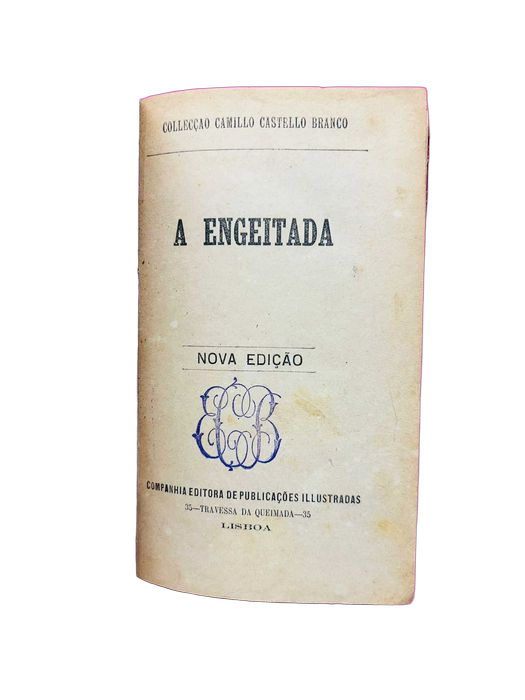 COLLECÇÃO CAMILLO CASTELLO BRANCO
A ENGEITADA
NOVA EDIÇÃO
COMPANHIA EDITORA DE PUBLICAÇÕES ILLUSTRADAS
35—TRAVESSA DA QUEIMADA—35
LISBOA